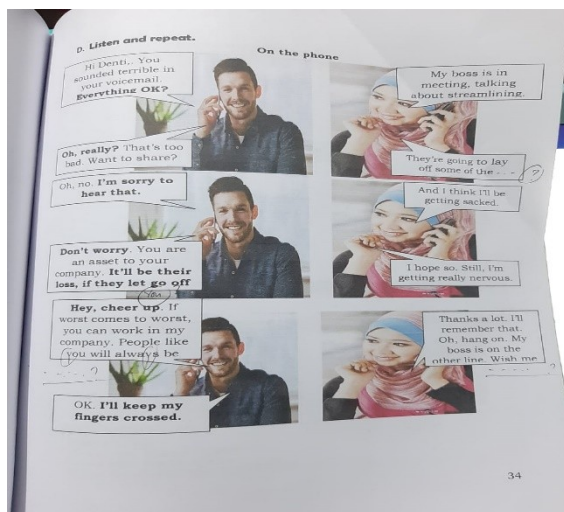 D. Listen and repeat.
On the phone
Hi Denti,. You
sounded terrible in
your voicemail.
Everything OK?
My boss is in
meeting, talking
about streamlining.
Oh, really? That's too
bad. Want to share?
They're going to lay
off some of the - - -
?
Oh, no. I'm sorry to
hear that.
And I think I'll be
getting sacked.
Don't worry. You are
an asset to your
company. It'll be their
loss, if they let go off
You
I hope so. Still, I'm
getting really nervous.
Hey, cheer up. If
worst comes to worst,
you can work in my
company. People like
you will always be
- - - - - ?
Thanks a lot. I'll
remember that.
Oh, hang on. My
boss is on the
other line. Wish me
- - - - - - ?
OK. I'll keep my
fingers crossed.
34